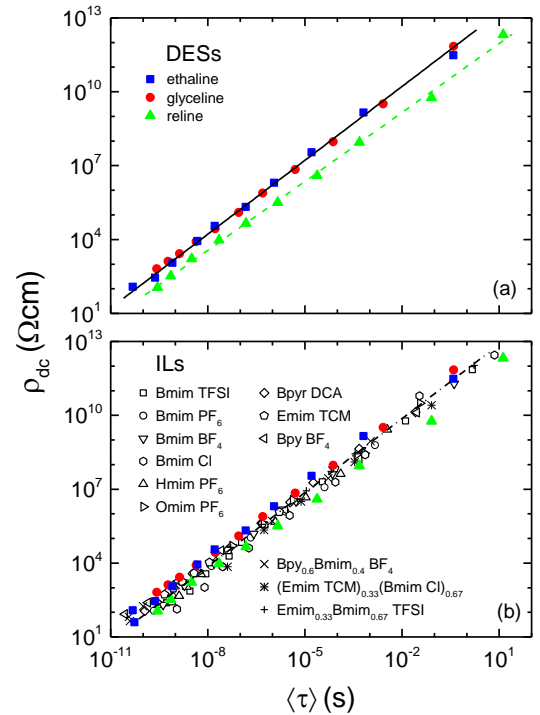 (a)
DESs
ethaline
glyceline
reline
10¹³
10¹⁰
10⁷
10⁴
10¹
ρdc (Ωcm)
(b)
ILs
Bmim TFSI
Bmim PF₆
Bmim BF₄
Bmim Cl
Hmim PF₆
Omim PF₆
Bpyr DCA
Emim TCM
Bpy BF₄
Bpy₀.₆Bmim₀.₄ BF₄
(Emim TCM)₀.₃₃(Bmim Cl)₀.₆₇
Emim₀.₃₃Bmim₀.₆₇ TFSI
10¹³
10¹⁰
10⁷
10⁴
10¹
10⁻¹¹ 10⁻⁸ 10⁻⁵ 10⁻² 10¹
⟨τ⟩ (s)